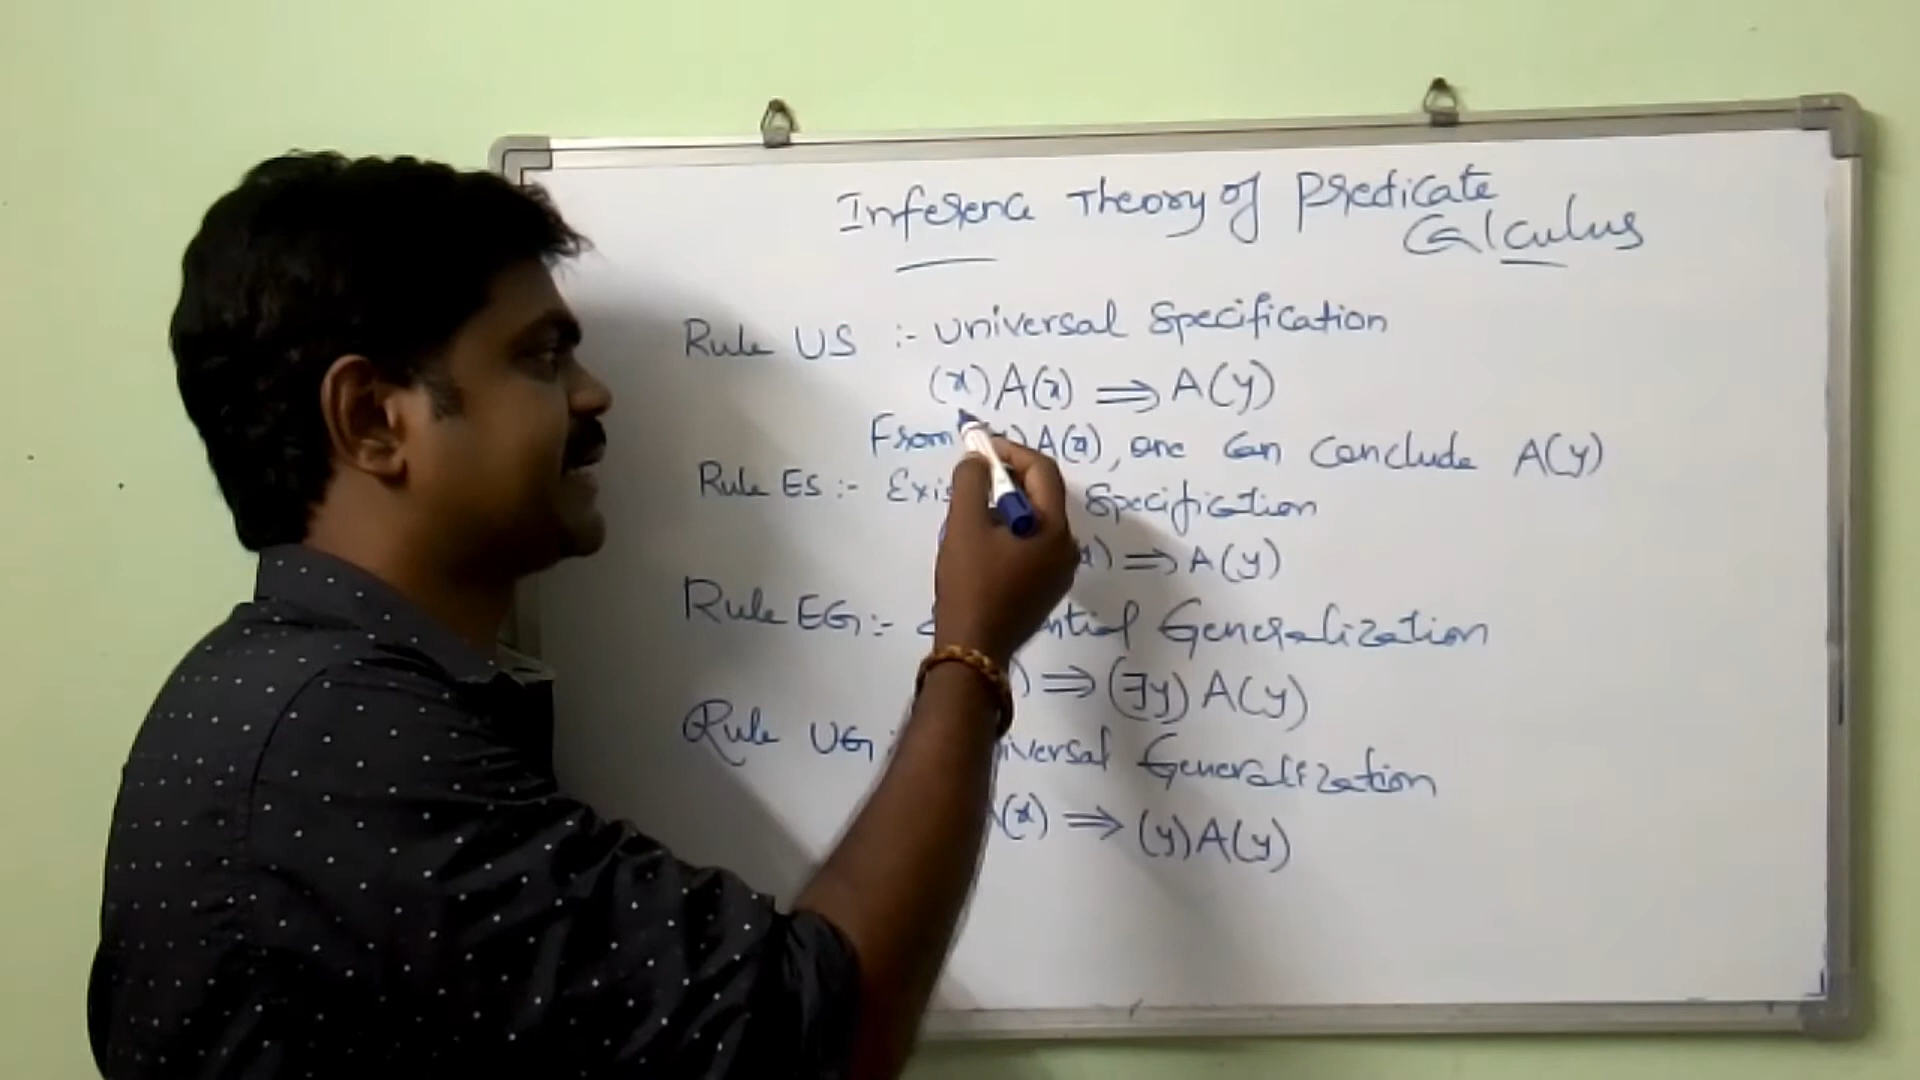 Inference Theory of Predicate
Calculus
Rule US :- Universal Specification
(x)A(x) ⟹ A(y)
From A(x), one can conclude A(y)
Rule ES :- Specification
⟹ A(y)
Rule EG :- Generalization
⟹ (∃y) A(y)
Rule UG Generalization
(x) ⟹ (y)A(y)